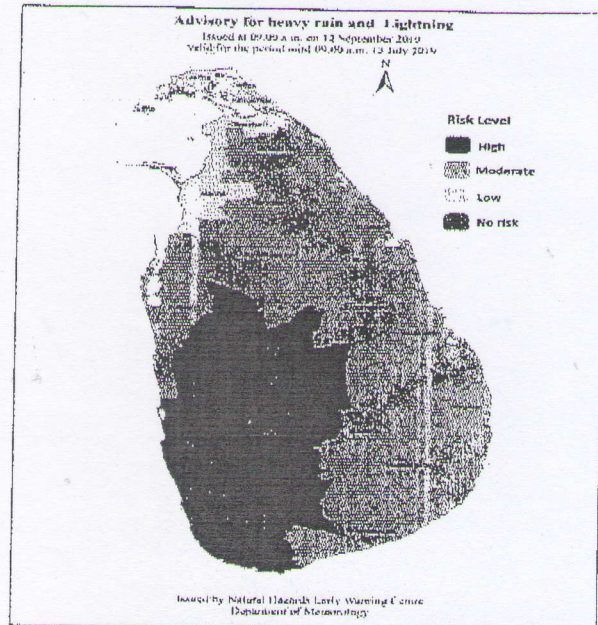 Advisory for heavy rain and Lightning
Issued at 09.00 a.m. on 12 September 2019
Valid for the period until 09.00 a.m. 13 July 2019
N
Risk Level
High
Moderate
Low
No risk
Issued by Natural Hazards Early Warning Centre
Department of Meteorology